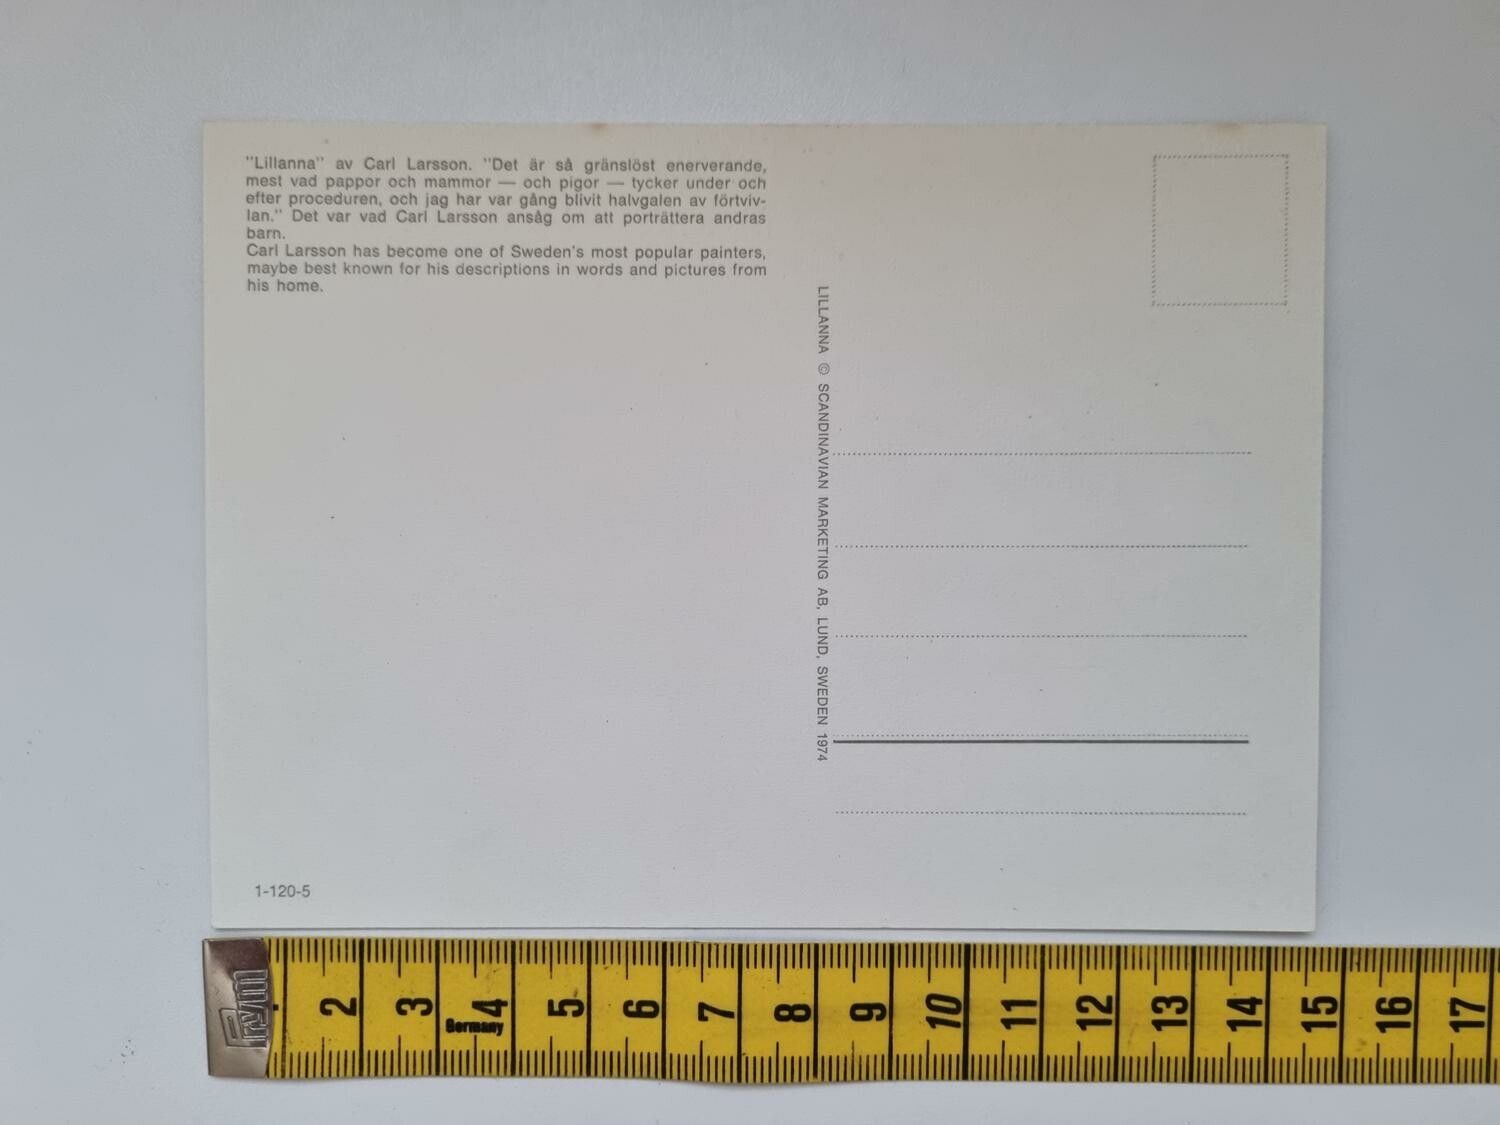 "Lillanna" av Carl Larsson. "Det är så gränslöst enerverande,
mest vad pappor och mammor — och pigor — tycker under och
efter proceduren, och jag har var gång blivit halvgalen av förtviv-
lan." Det var vad Carl Larsson ansåg om att porträttera andras
barn.
Carl Larsson has become one of Sweden's most popular painters,
maybe best known for his descriptions in words and pictures from
his home.
LILLANNA © SCANDINAVIAN MARKETING AB, LUND, SWEDEN 1974
1-120-5
Prym 2 3 4 5 6 7 8 9 10 11 12 13 14 15 16 17
Germany